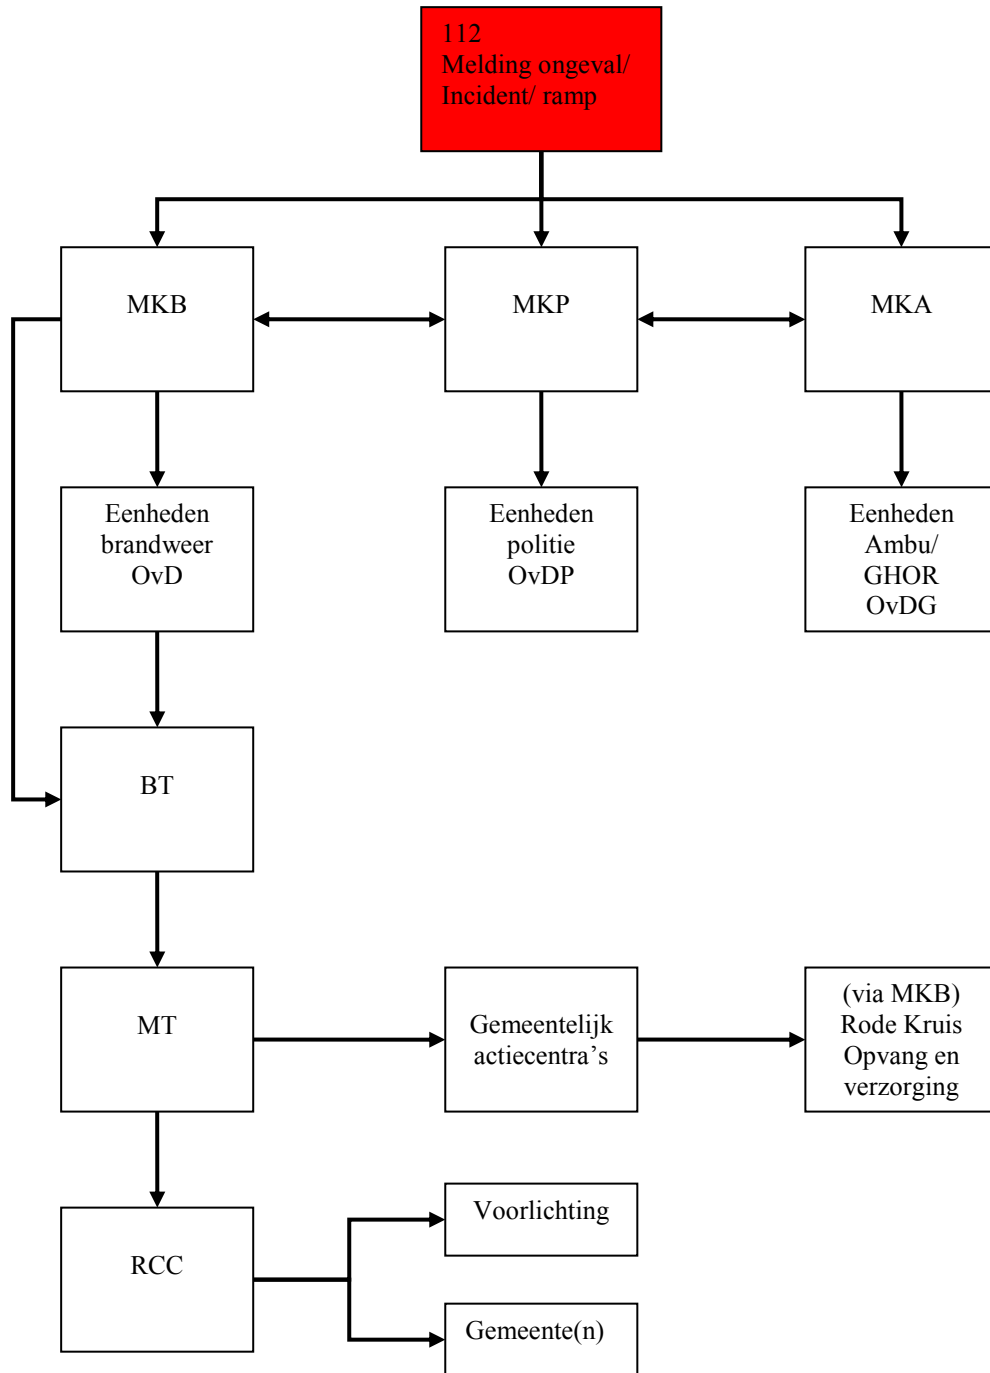 112
Melding ongeval/
Incident/ ramp
MKB
MKP
MKA
Eenheden
brandweer
OvD
Eenheden
politie
OvDP
Eenheden
Ambu/
GHOR
OvDG
BT
MT
Gemeentelijk
actiecentra’s
(via MKB)
Rode Kruis
Opvang en
verzorging
RCC
Voorlichting
Gemeente(n)